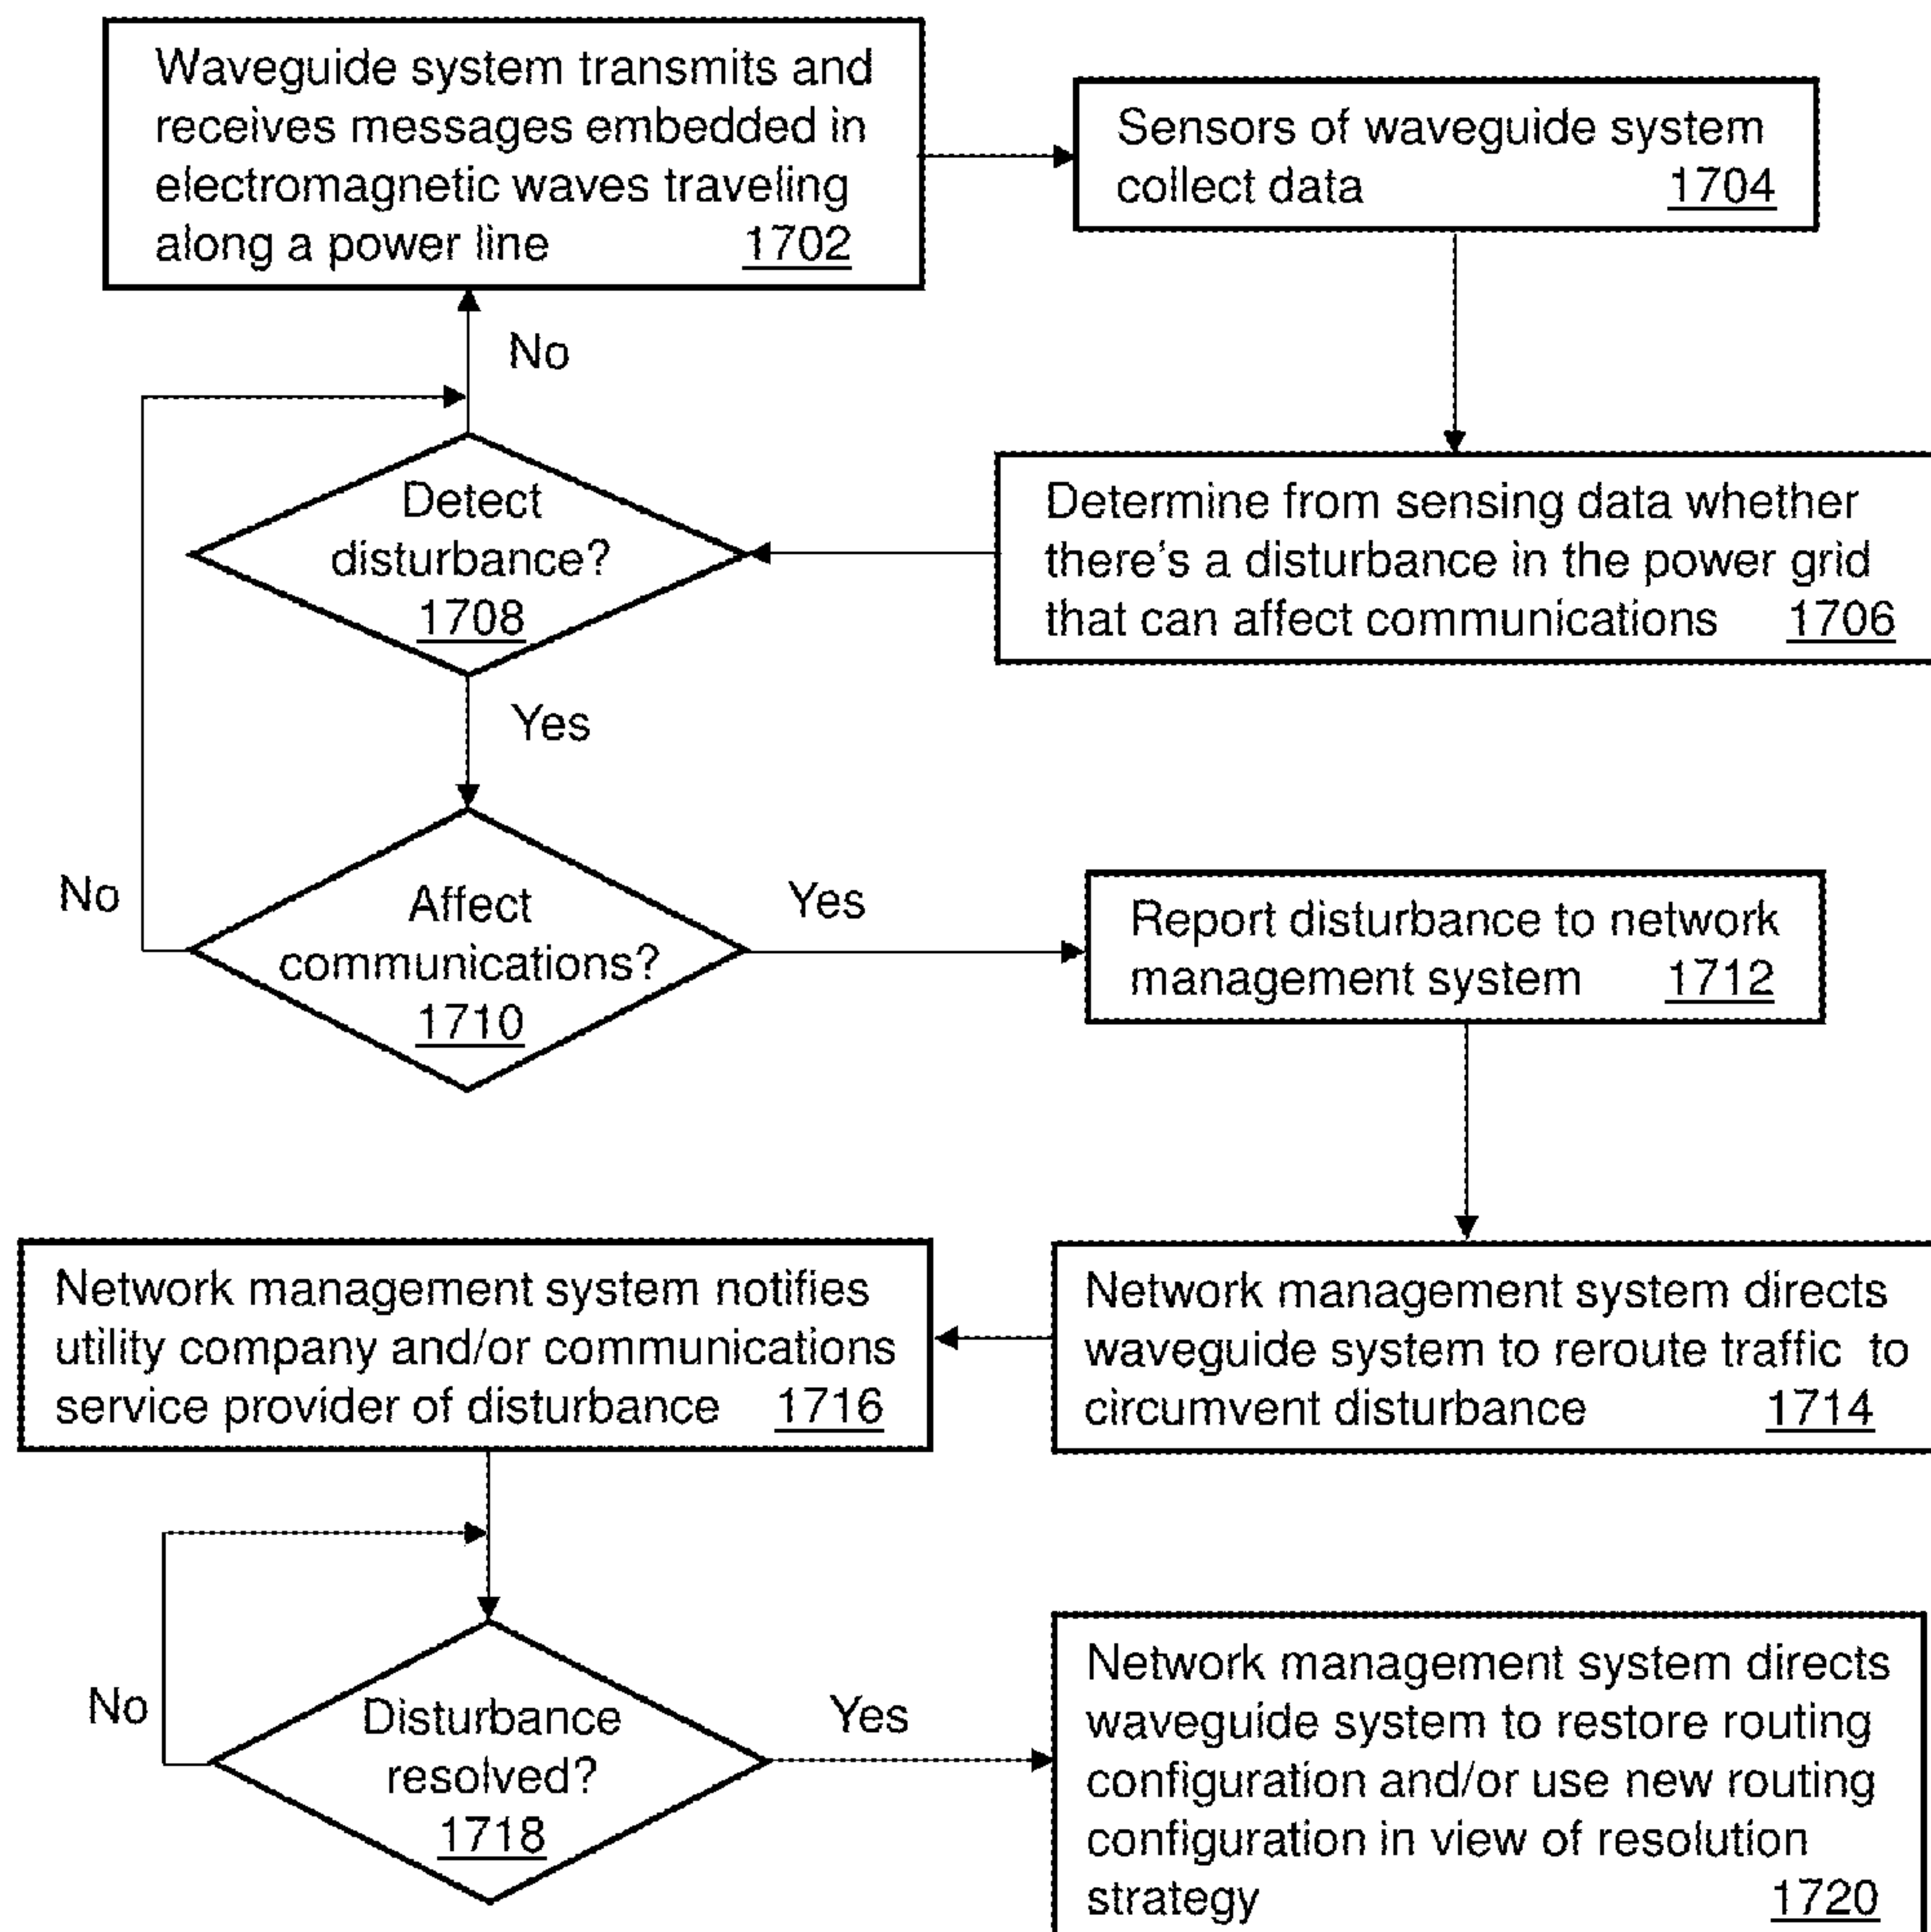 Waveguide system transmits and
receives messages embedded in
electromagnetic waves traveling
along a power line 1702
Sensors of waveguide system
collect data 1704
No
Detect
disturbance?
1708
Determine from sensing data whether
there's a disturbance in the power grid
that can affect communications 1706
Yes
No
Affect
communications?
1710
Yes
Report disturbance to network
management system 1712
Network management system notifies
utility company and/or communications
service provider of disturbance 1716
Network management system directs
waveguide system to reroute traffic to
circumvent disturbance 1714
No
Disturbance
resolved?
1718
Yes
Network management system directs
waveguide system to restore routing
configuration and/or use new routing
configuration in view of resolution
strategy 1720